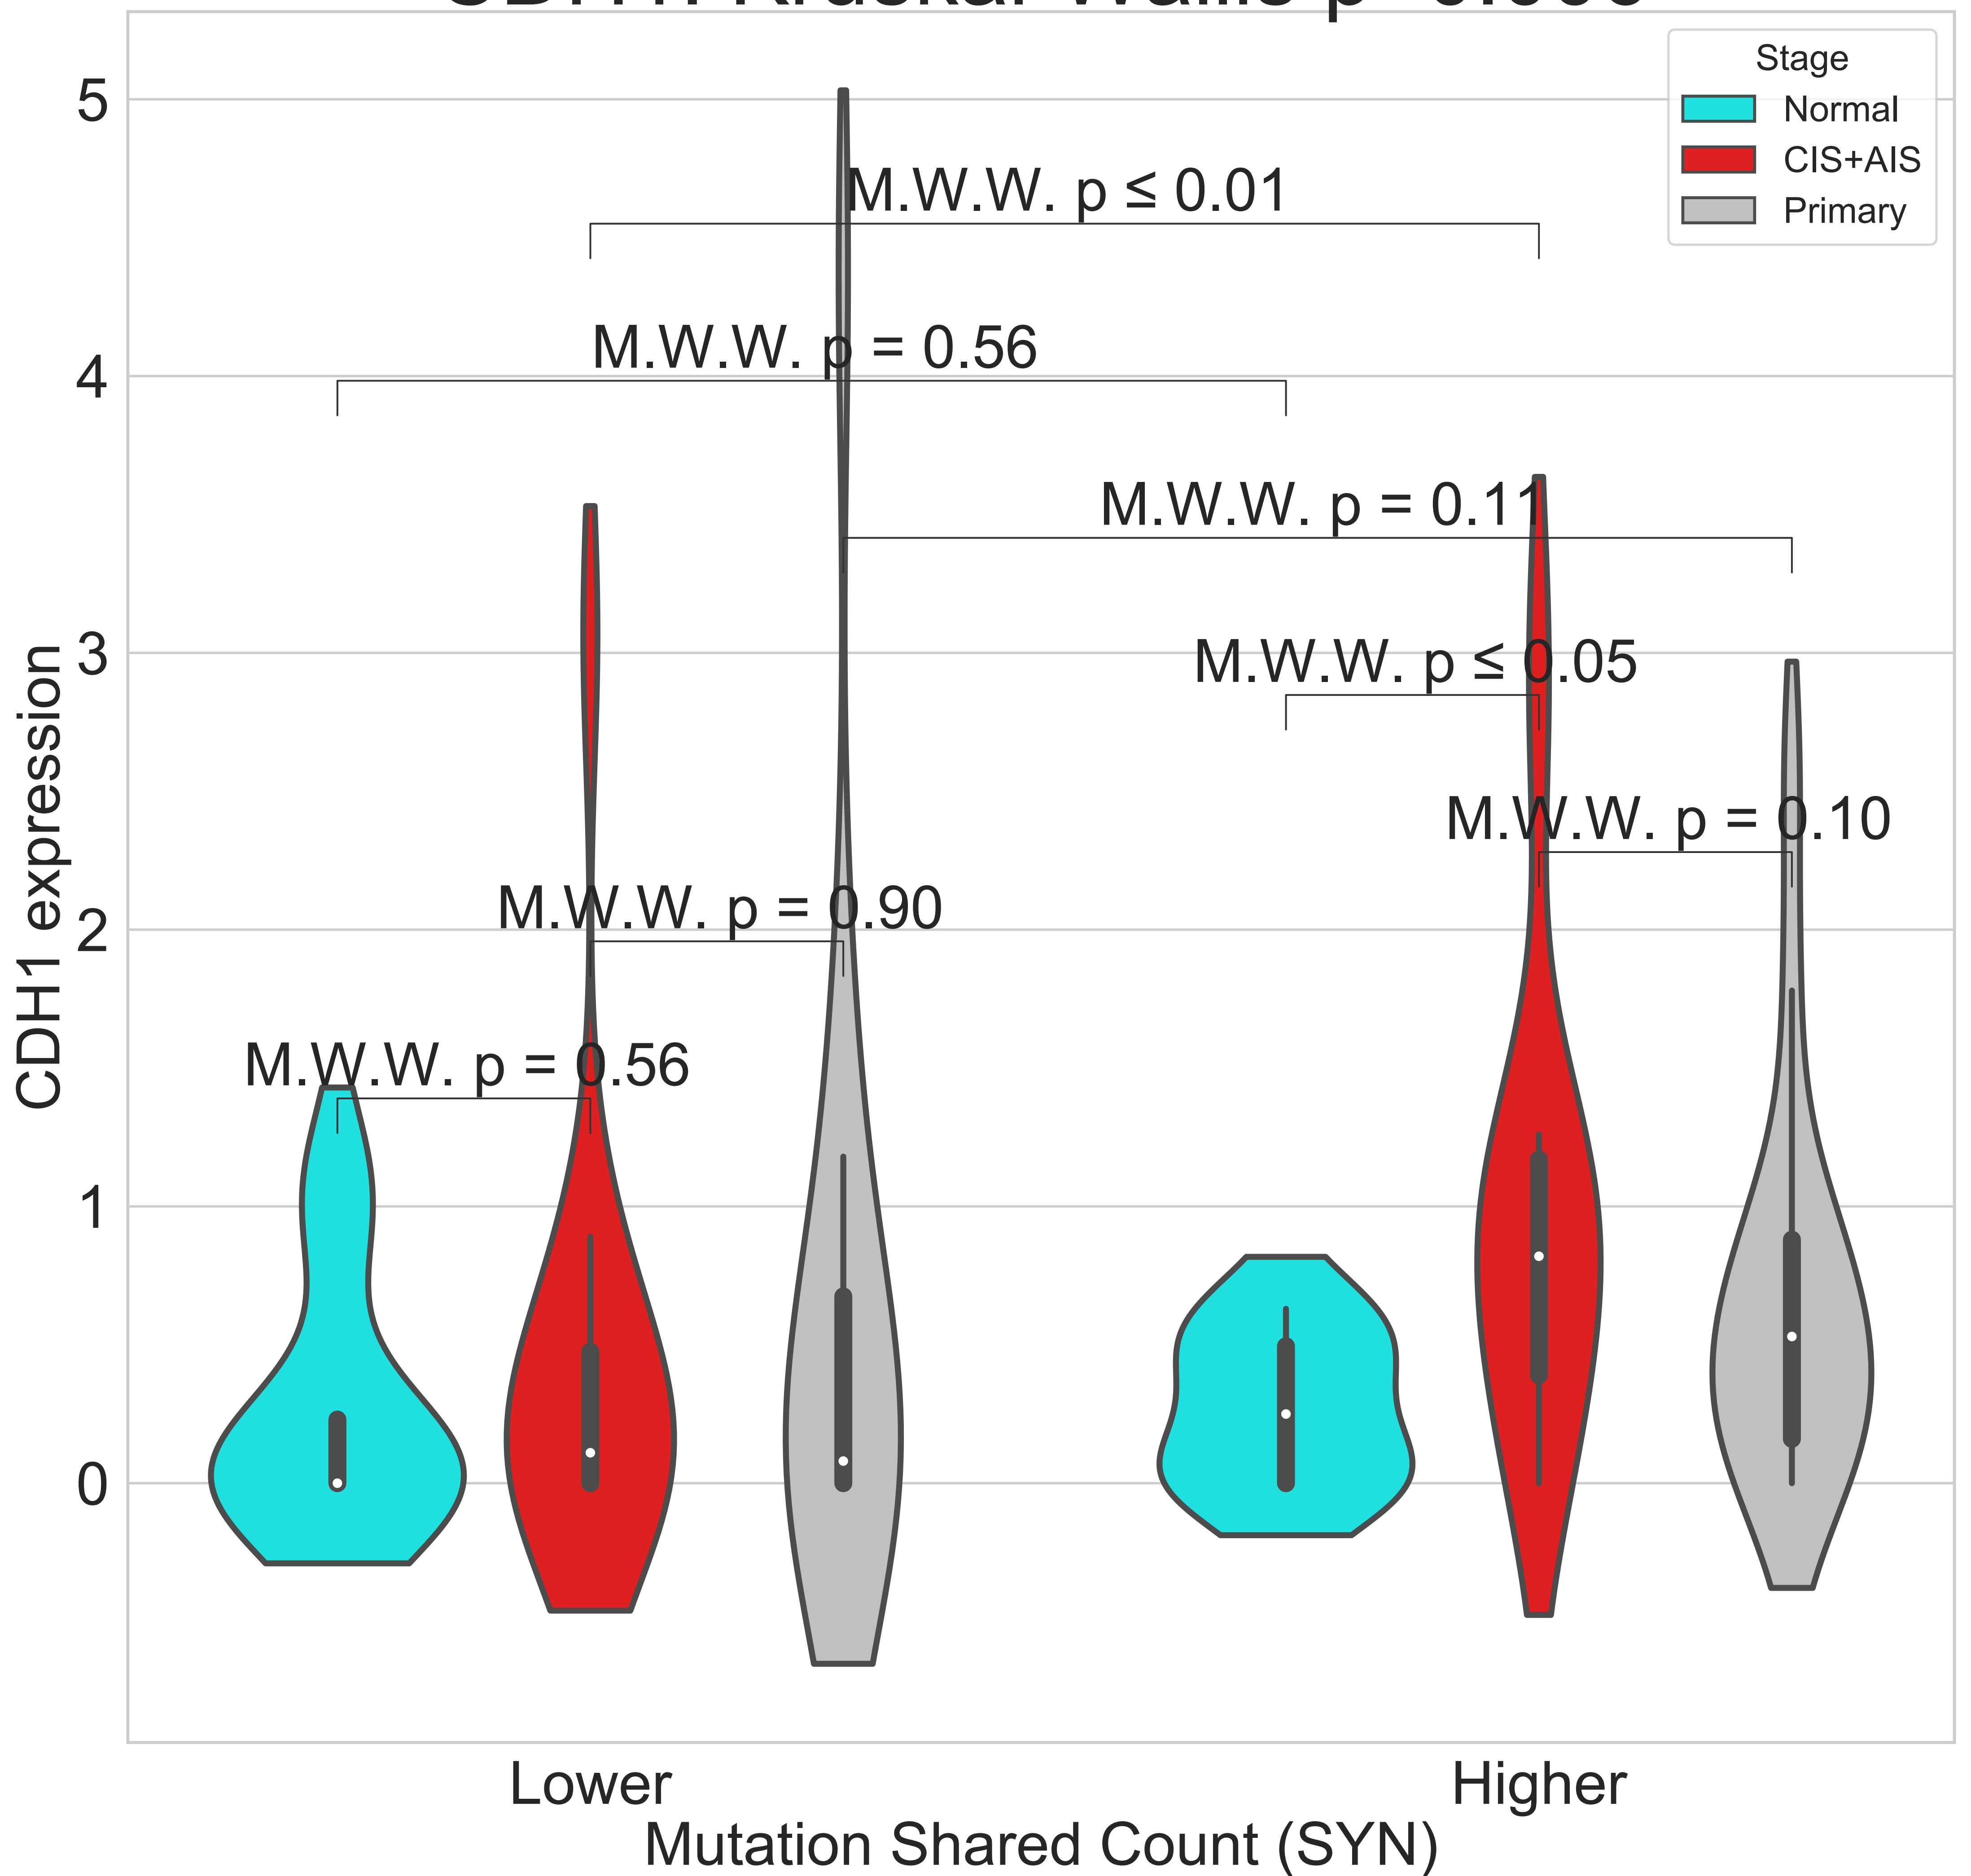 Stage
Normal
CIS+AIS
Primary
5
4
3
2
1
0
CDH1 expression
M.W.W. p ≤ 0.01
M.W.W. p = 0.56
M.W.W. p = 0.11
M.W.W. p ≤ 0.05
M.W.W. p = 0.10
M.W.W. p = 0.90
M.W.W. p = 0.56
Lower
Higher
Mutation Shared Count (SYN)